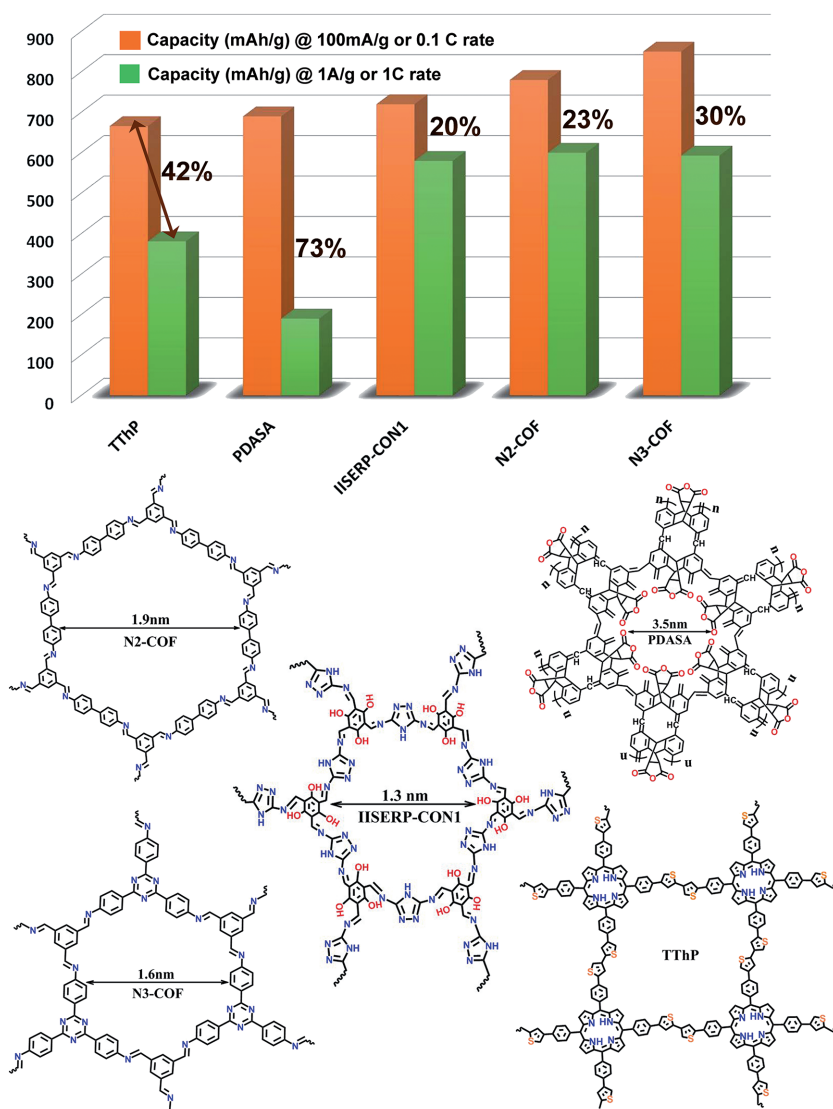 900
800
700
600
500
400
300
200
100
0
Capacity (mAh/g) @ 100mA/g or 0.1 C rate
Capacity (mAh/g) @ 1A/g or 1C rate
42%
73%
20%
23%
30%
TThP
PDASA
IISERP-CON1
N2-COF
N3-COF
1.9nm
N2-COF
3.5nm
PDASA
1.3 nm
IISERP-CON1
1.6nm
N3-COF
TThP